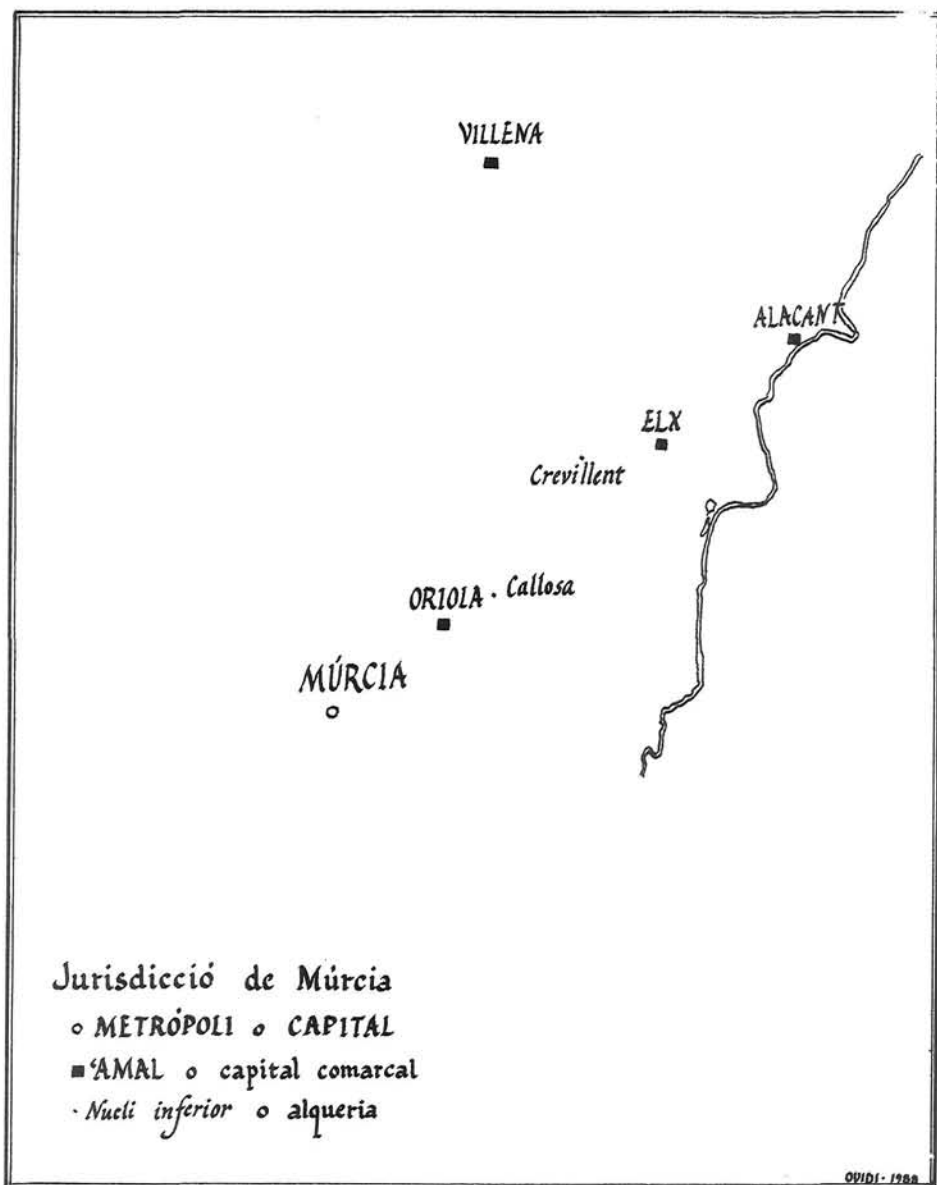 VILLENA
ALACANT
ELX
Crevillent
ORIOLA · Callosa
MÚRCIA
Jurisdicció de Múrcia
o METRÓPOLI o CAPITAL
■ 'AMAL o capital comarcal
· Nucli inferior o alqueria
OVIDI - 1988